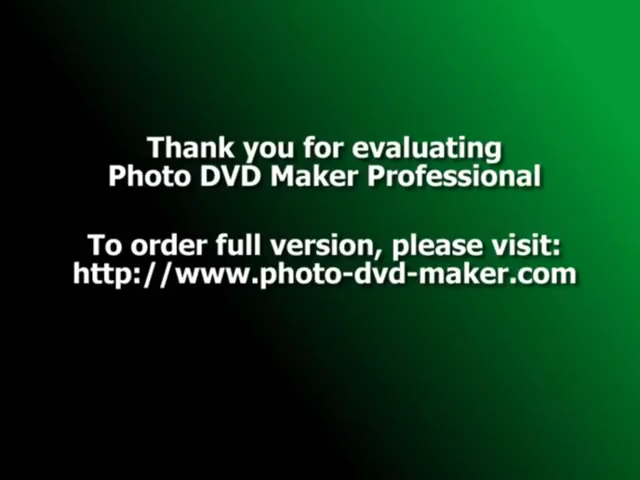 Thank you for evaluating
Photo DVD Maker Professional
To order full version, please visit:
http://www.photo-dvd-maker.com